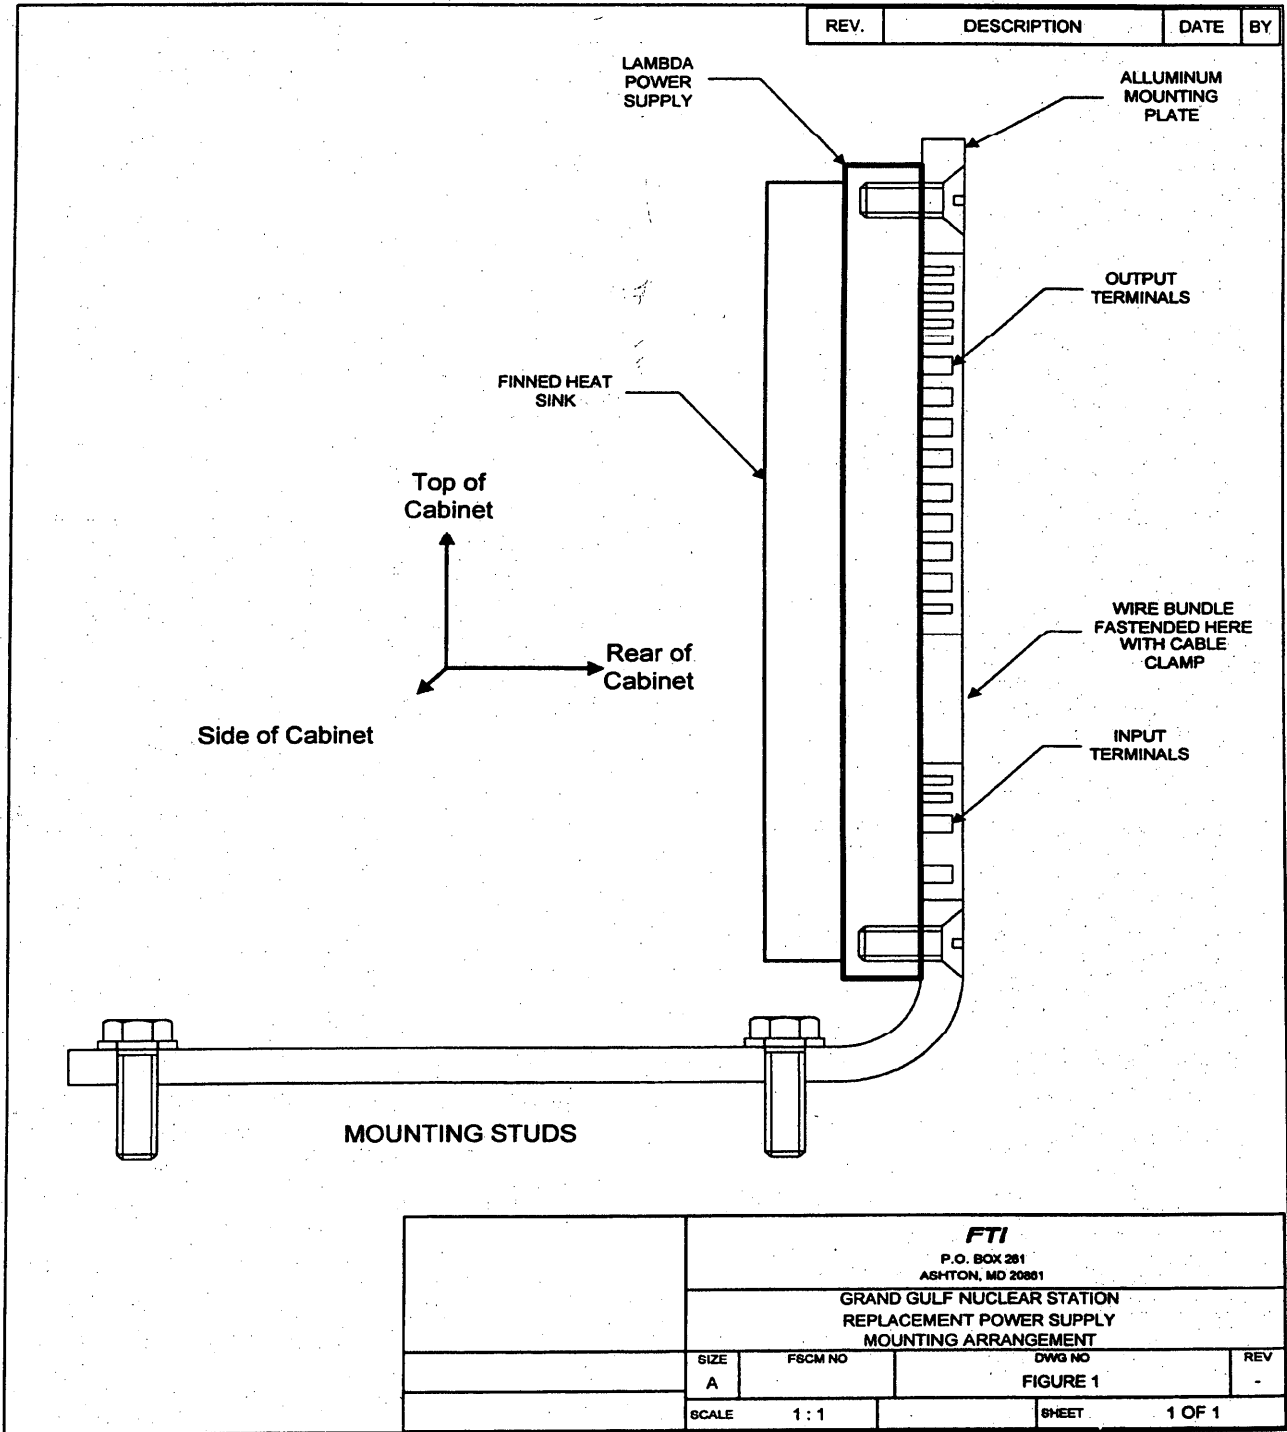 REV. DESCRIPTION DATE BY
LAMBDA
POWER
SUPPLY
ALLUMINUM
MOUNTING
PLATE
OUTPUT
TERMINALS
FINNED HEAT
SINK
Top of
Cabinet
WIRE BUNDLE
FASTENDED HERE
WITH CABLE
CLAMP
Rear of
Cabinet
Side of Cabinet
INPUT
TERMINALS
MOUNTING STUDS
FTI
P.O. BOX 261
ASHTON, MD 20861
GRAND GULF NUCLEAR STATION
REPLACEMENT POWER SUPPLY
MOUNTING ARRANGEMENT
SIZE FSCM NO DWG NO REV
A FIGURE 1 -
SCALE 1 : 1 SHEET 1 OF 1